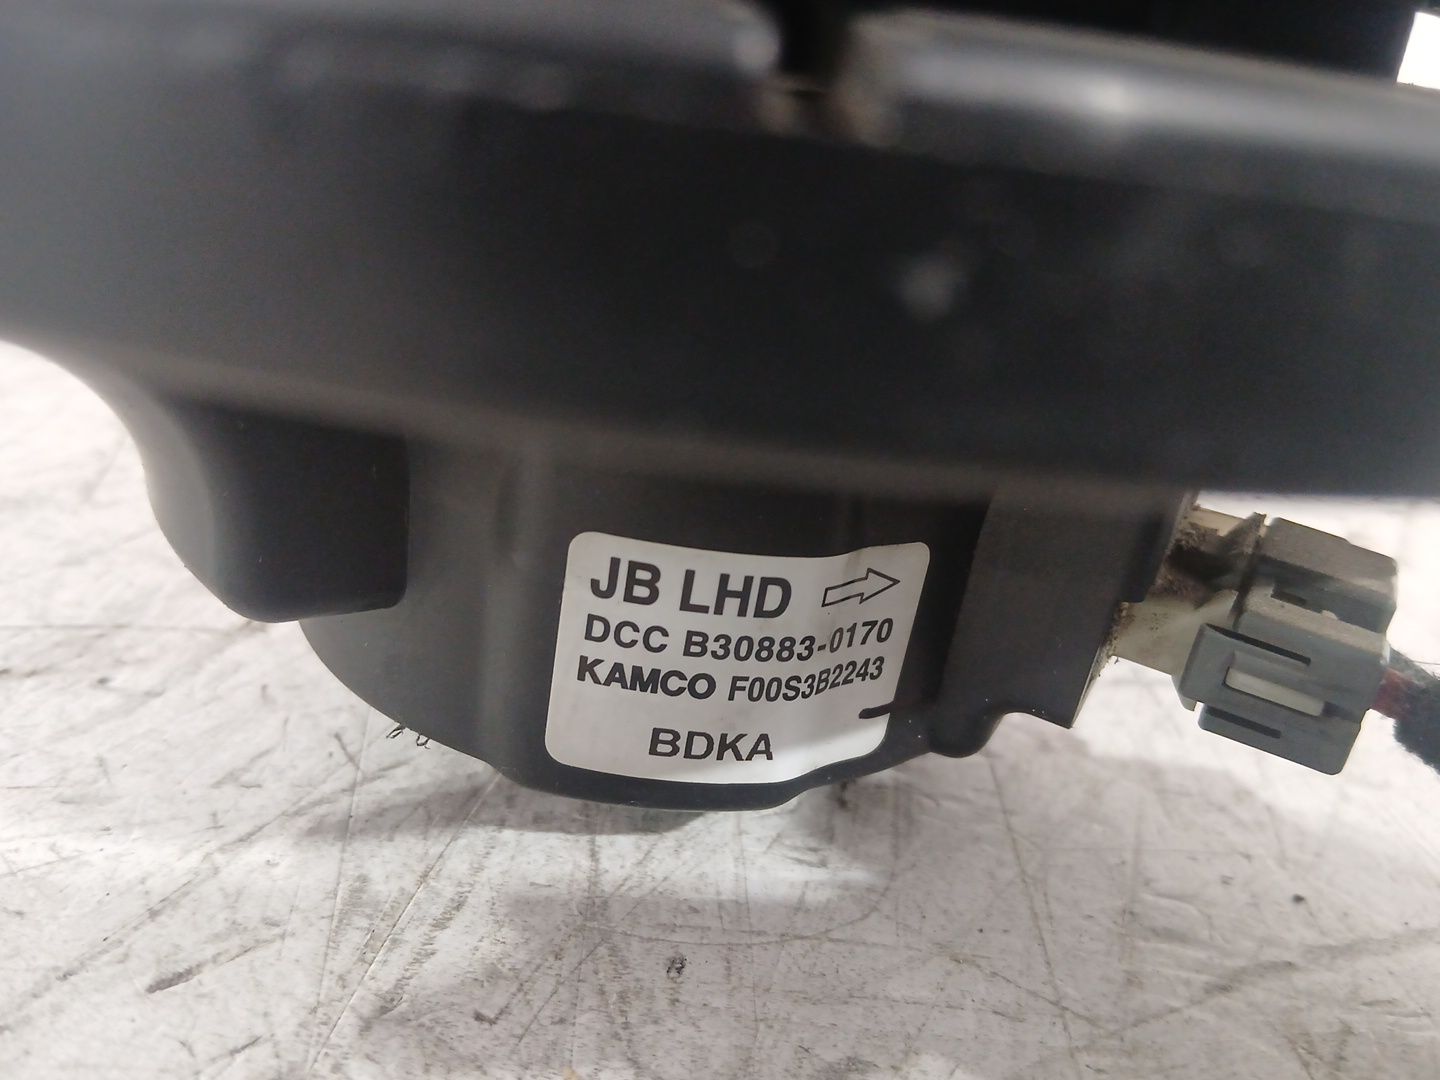 JB LHD
DCC B30883-0170
KAMCO F00S3B2243
BDKA